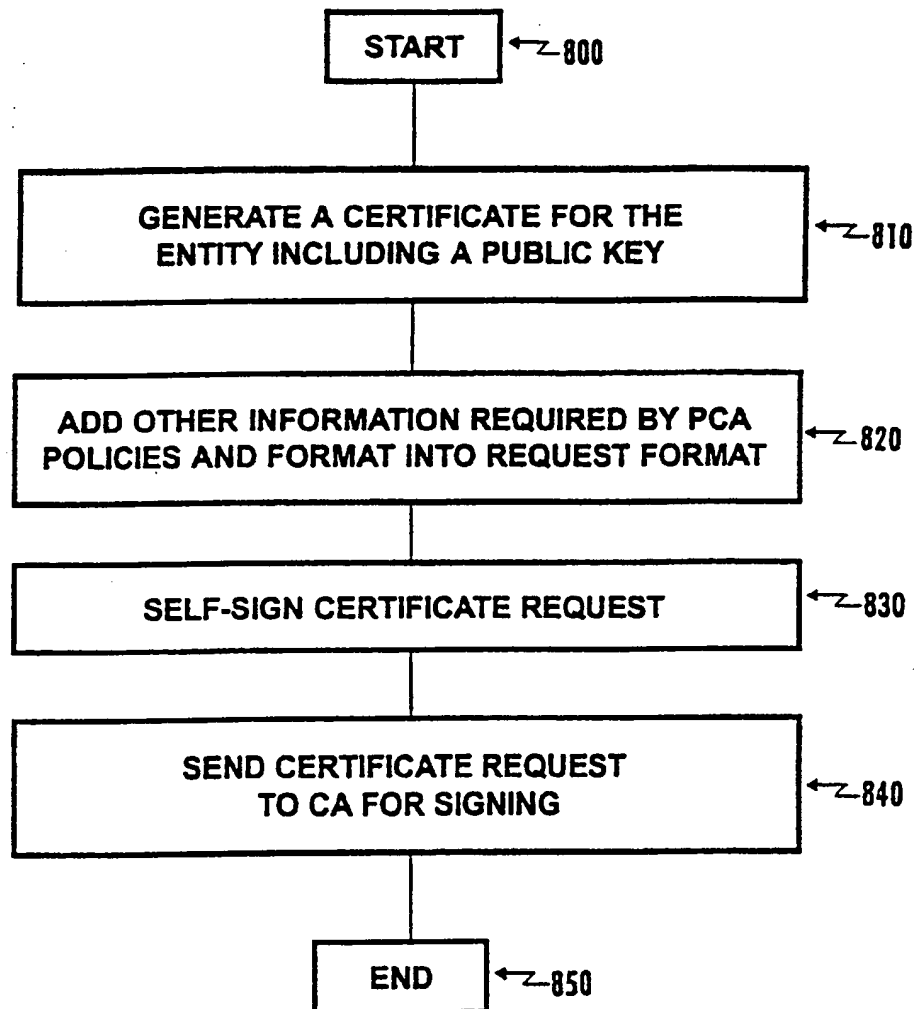 START
800
GENERATE A CERTIFICATE FOR THE
ENTITY INCLUDING A PUBLIC KEY
810
ADD OTHER INFORMATION REQUIRED BY PCA
POLICIES AND FORMAT INTO REQUEST FORMAT
820
SELF-SIGN CERTIFICATE REQUEST
830
SEND CERTIFICATE REQUEST
TO CA FOR SIGNING
840
END
850